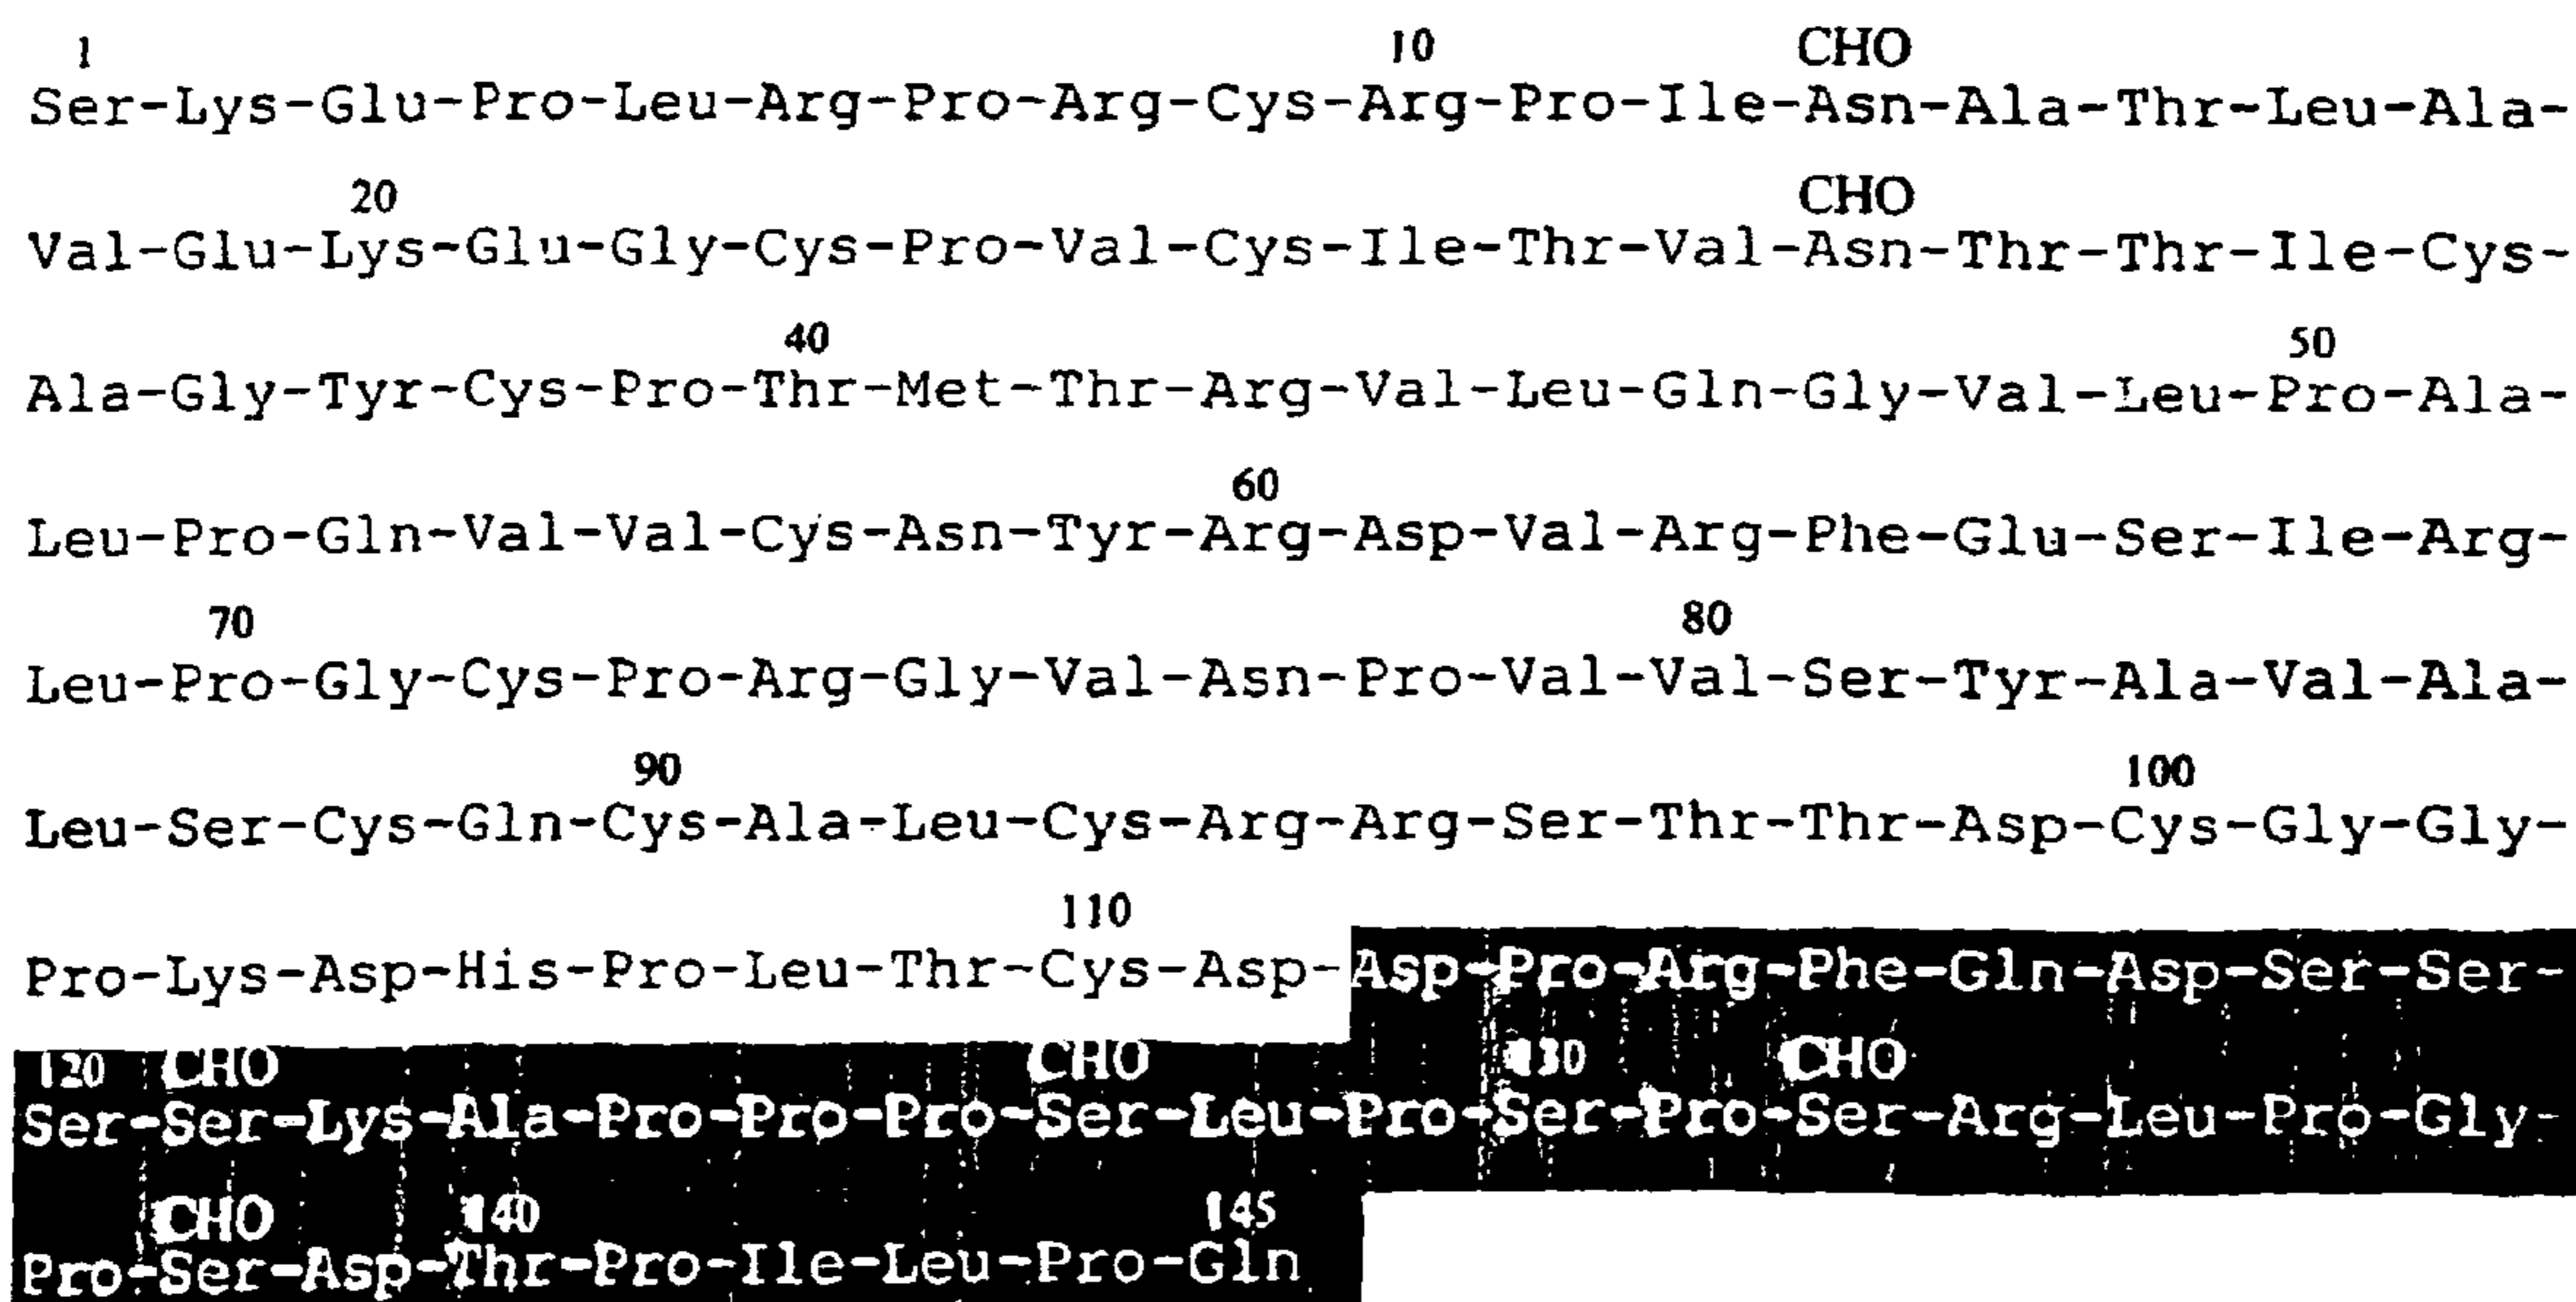 1 10 CHO
Ser-Lys-Glu-Pro-Leu-Arg-Pro-Arg-Cys-Arg-Pro-Ile-Asn-Ala-Thr-Leu-Ala-
20 CHO
Val-Glu-Lys-Glu-Gly-Cys-Pro-Val-Cys-Ile-Thr-Val-Asn-Thr-Thr-Ile-Cys-
40 50
Ala-Gly-Tyr-Cys-Pro-Thr-Met-Thr-Arg-Val-Leu-Gln-Gly-Val-Leu-Pro-Ala-
60
Leu-Pro-Gln-Val-Val-Cys-Asn-Tyr-Arg-Asp-Val-Arg-Phe-Glu-Ser-Ile-Arg-
70 80
Leu-Pro-Gly-Cys-Pro-Arg-Gly-Val-Asn-Pro-Val-Val-Ser-Tyr-Ala-Val-Ala-
90 100
Leu-Ser-Cys-Gln-Cys-Ala-Leu-Cys-Arg-Arg-Ser-Thr-Thr-Asp-Cys-Gly-Gly-
110
Pro-Lys-Asp-His-Pro-Leu-Thr-Cys-Asp-Asp-Pro-Arg-Phe-Gln-Asp-Ser-Ser-
120 CHO CHO 130 CHO
Ser-Ser-Lys-Ala-Pro-Pro-Pro-Ser-Leu-Pro-Ser-Pro-Ser-Arg-Leu-Pro-Gly-
CHO 140 145
Pro-Ser-Asp-Thr-Pro-Ile-Leu-Pro-Gln